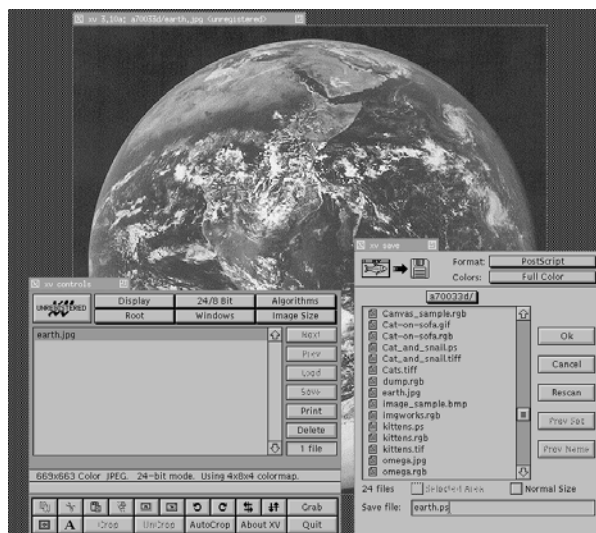 xv 3.10a: a70033d/earth.jpg (unregistered)
xv save
Format: PostScript
Colors: Full Color
a70033d/
Canvas_sample.rgb
Cat-on-sofa.gif
Cat-on-sofa.rgb
Cat_and_snail.ps
Cat_and_snail.tiff
Cats.tiff
dump.rgb
earth.jpg
image_sample.bmp
imgworks.rgb
kittens.ps
kittens.rgb
kittens.tif
omega.jpg
omega.rgb
Ok
Cancel
Rescan
Prev Set
Prev Name
24 files Selected Area Normal Size
Save file: earth.ps
xv controls
UNREGISTERED
Display 24/8 Bit Algorithms
Root Windows Image Size
earth.jpg
Next
Prev
Load
Save
Print
Delete
1 file
669x663 Color JPEG. 24-bit mode. Using 4x8x4 colormap.
Grab
A Crop UnCrop AutoCrop About XV Quit